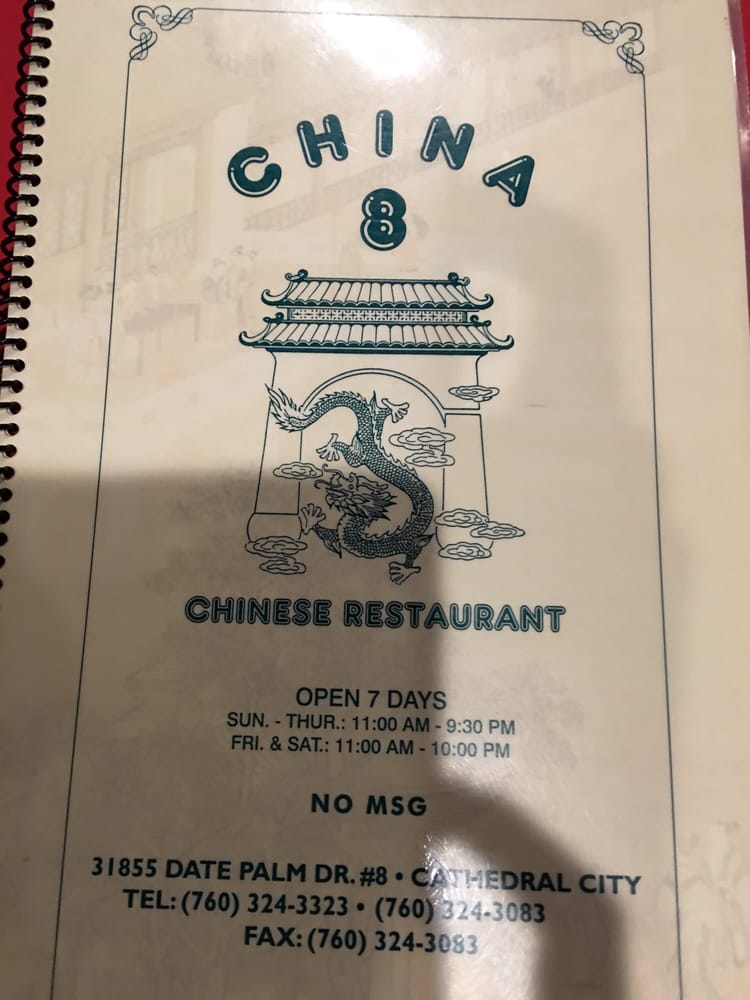 CHINA
8
CHINESE RESTAURANT
OPEN 7 DAYS
SUN. - THUR.: 11:00 AM - 9:30 PM
FRI. & SAT.: 11:00 AM - 10:00 PM
NO MSG
31855 DATE PALM DR. #8 • CATHEDRAL CITY
TEL: (760) 324-3323 • (760) 324-3083
FAX: (760) 324-3083